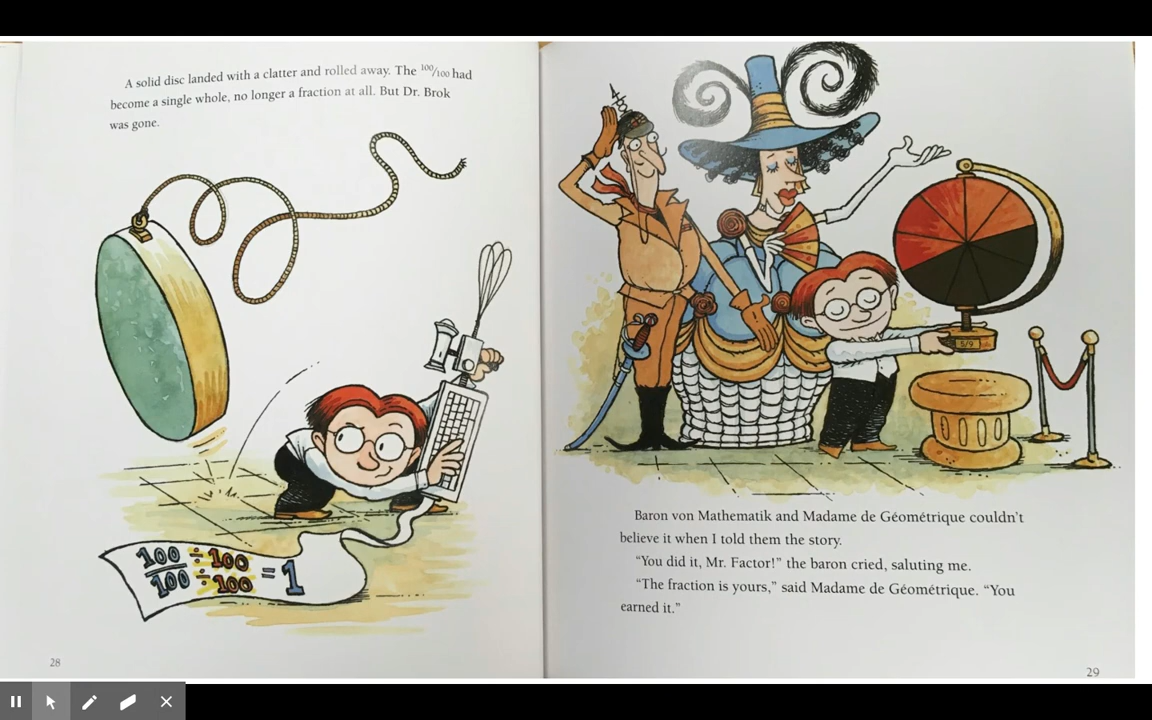 A solid disc landed with a clatter and rolled away. The 100/100 had
become a single whole, no longer a fraction at all. But Dr. Brok
was gone.
100/100 ÷ 100/÷ 100 = 1
28
5/9
Baron von Mathematik and Madame de Géométrique couldn't
believe it when I told them the story.
"You did it, Mr. Factor!" the baron cried, saluting me.
"The fraction is yours," said Madame de Géométrique. "You
earned it."
29